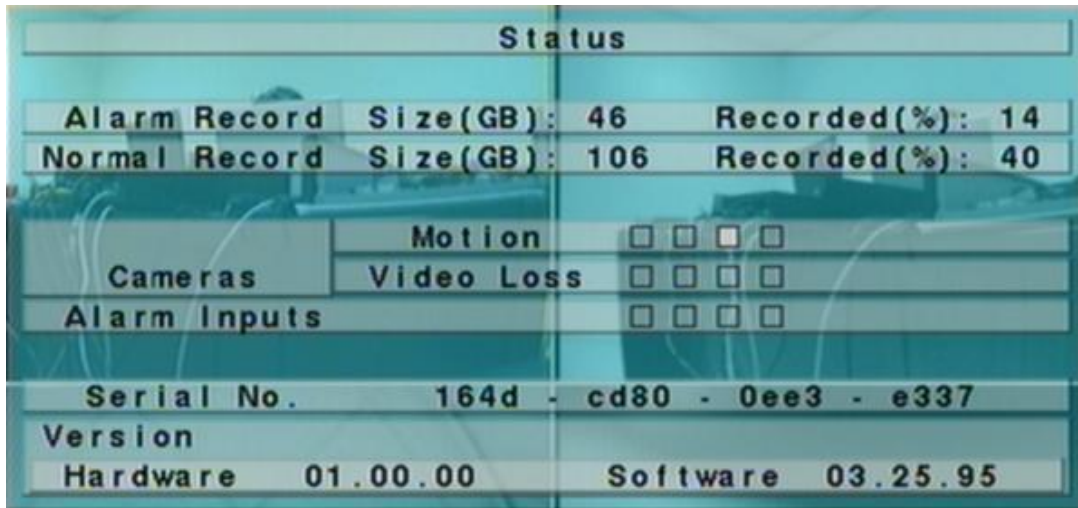 Status
Alarm Record Size(GB): 46 Recorded(%): 14
Normal Record Size(GB): 106 Recorded(%): 40
Motion
Cameras
Video Loss
Alarm Inputs
Serial No. 164d - cd80 - 0ee3 - e337
Version
Hardware 01.00.00 Software 03.25.95